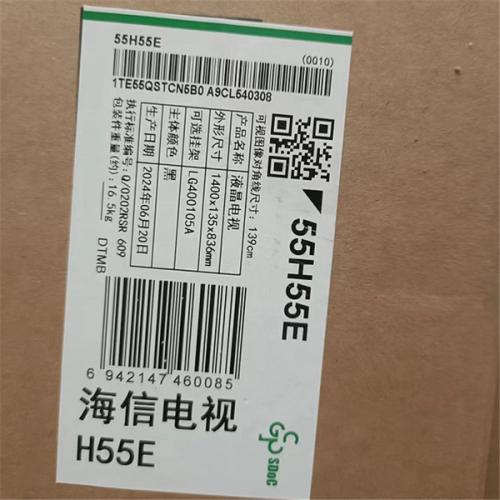 55H55E
(0010)
1TE55QSTCN5B0 A9CL540308
可视图像对角线尺寸: 139cm
产品名称 液晶电视
外形尺寸 1400x135x836mm
可选挂架 LG400105A
主体颜色 黑
生产日期 2024年06月20日
执行标准编号: Q/0202RSR 609
包装件重量(约): 16.5kg
DTMB
55H55E
6 942147 460085
海信电视
H55E
SDoC